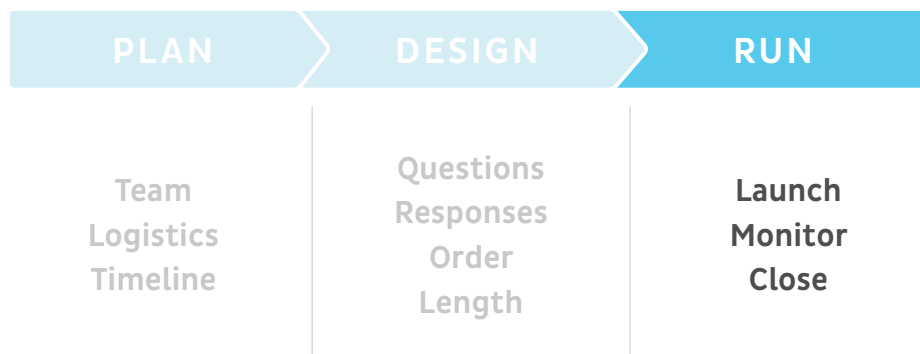 PLAN
DESIGN
RUN
Team
Logistics
Timeline
Questions
Responses
Order
Length
Launch
Monitor
Close